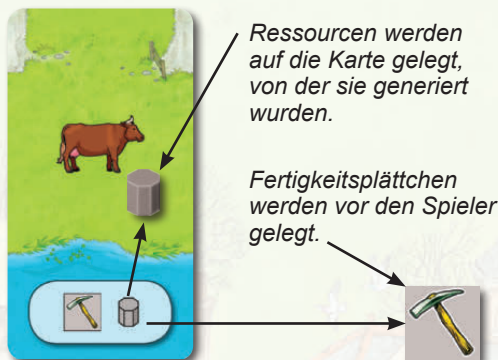 Ressourcen werden
auf die Karte gelegt,
von der sie generiert
wurden.
Fertigkeitsplättchen
werden vor den Spieler
gelegt.